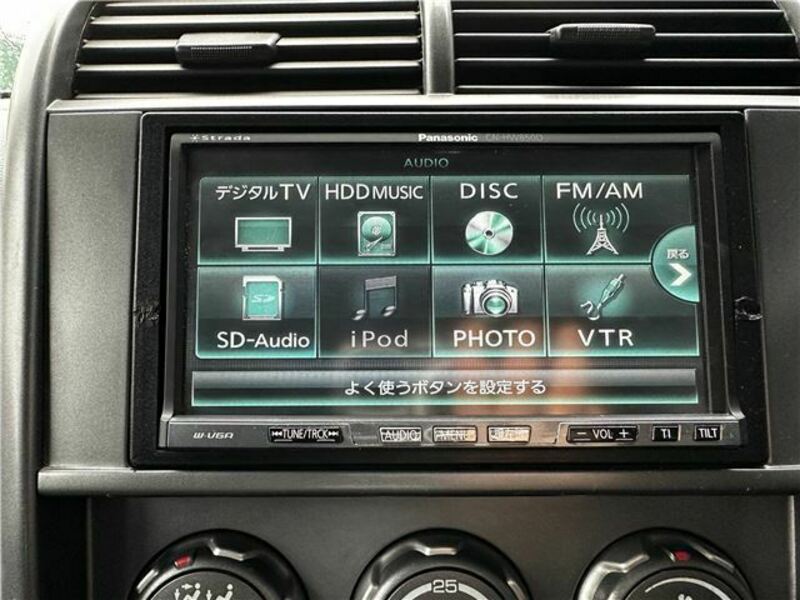 Strada Panasonic CN-HW850D
AUDIO
デジタルTV HDD MUSIC DISC FM/AM
戻る
SD
SD-Audio iPod PHOTO VTR
よく使うボタンを設定する
W-VGA TUNE/TRCK AUDIO MENU － VOL ＋ TILT
25